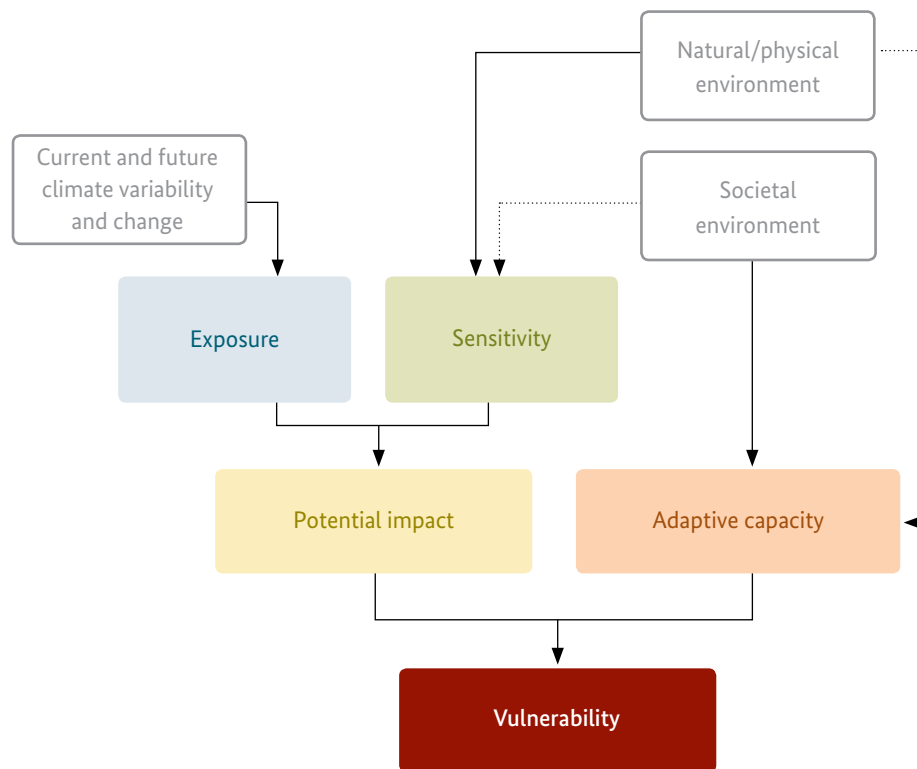 Natural/physical
environment
Current and future
climate variability
and change
Societal
environment
Exposure
Sensitivity
Potential impact
Adaptive capacity
Vulnerability